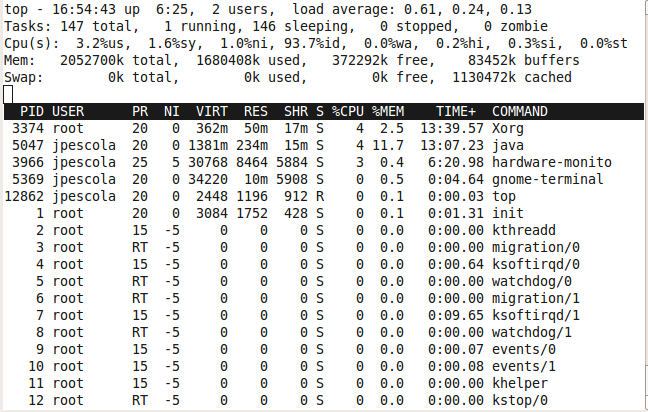 top - 16:54:43 up  6:25,  2 users,  load average: 0.61, 0.24, 0.13
Tasks: 147 total,   1 running, 146 sleeping,   0 stopped,   0 zombie
Cpu(s):  3.2%us,  1.6%sy,  1.0%ni, 93.7%id,  0.0%wa,  0.2%hi,  0.3%si,  0.0%st
Mem:   2052700k total,  1680408k used,   372292k free,    83452k buffers
Swap:        0k total,        0k used,        0k free,  1130472k cached
  PID USER      PR  NI  VIRT  RES  SHR S %CPU %MEM    TIME+  COMMAND
 3374 root      20   0  362m  50m  17m S    4  2.5  13:39.57 Xorg
 5047 jpescola  20   0 1381m 234m  15m S    4 11.7  13:07.23 java
 3966 jpescola  25   5 30768 8464 5884 S    3  0.4   6:20.98 hardware-monito
 5369 jpescola  20   0 34220  10m 5908 S    0  0.5   0:04.64 gnome-terminal
12862 jpescola  20   0  2448 1196  912 R    0  0.1   0:00.03 top
    1 root      20   0  3084 1752  428 S    0  0.1   0:01.31 init
    2 root      15  -5     0    0    0 S    0  0.0   0:00.00 kthreadd
    3 root      RT  -5     0    0    0 S    0  0.0   0:00.00 migration/0
    4 root      15  -5     0    0    0 S    0  0.0   0:00.64 ksoftirqd/0
    5 root      RT  -5     0    0    0 S    0  0.0   0:00.00 watchdog/0
    6 root      RT  -5     0    0    0 S    0  0.0   0:00.00 migration/1
    7 root      15  -5     0    0    0 S    0  0.0   0:09.65 ksoftirqd/1
    8 root      RT  -5     0    0    0 S    0  0.0   0:00.00 watchdog/1
    9 root      15  -5     0    0    0 S    0  0.0   0:00.07 events/0
   10 root      15  -5     0    0    0 S    0  0.0   0:00.08 events/1
   11 root      15  -5     0    0    0 S    0  0.0   0:00.00 khelper
   12 root      RT  -5     0    0    0 S    0  0.0   0:00.00 kstop/0